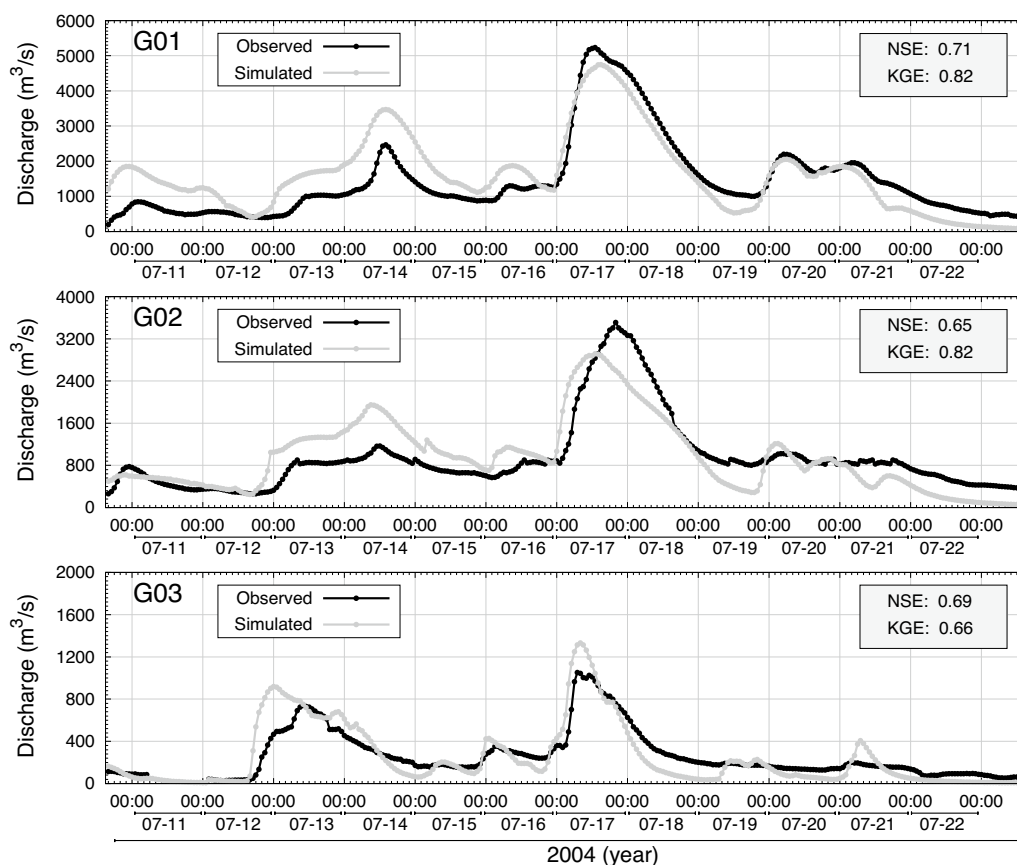 6000
5000
4000
3000
2000
1000
0
Discharge (m³/s)
G01
Observed
Simulated
NSE: 0.71
KGE: 0.82
00:00 00:00 00:00 00:00 00:00 00:00 00:00 00:00 00:00 00:00 00:00 00:00 00:00
07-11 07-12 07-13 07-14 07-15 07-16 07-17 07-18 07-19 07-20 07-21 07-22
4000
3200
2400
1600
800
0
Discharge (m³/s)
G02
Observed
Simulated
NSE: 0.65
KGE: 0.82
00:00 00:00 00:00 00:00 00:00 00:00 00:00 00:00 00:00 00:00 00:00 00:00 00:00
07-11 07-12 07-13 07-14 07-15 07-16 07-17 07-18 07-19 07-20 07-21 07-22
2000
1600
1200
800
400
0
Discharge (m³/s)
G03
Observed
Simulated
NSE: 0.69
KGE: 0.66
00:00 00:00 00:00 00:00 00:00 00:00 00:00 00:00 00:00 00:00 00:00 00:00 00:00
07-11 07-12 07-13 07-14 07-15 07-16 07-17 07-18 07-19 07-20 07-21 07-22
2004 (year)